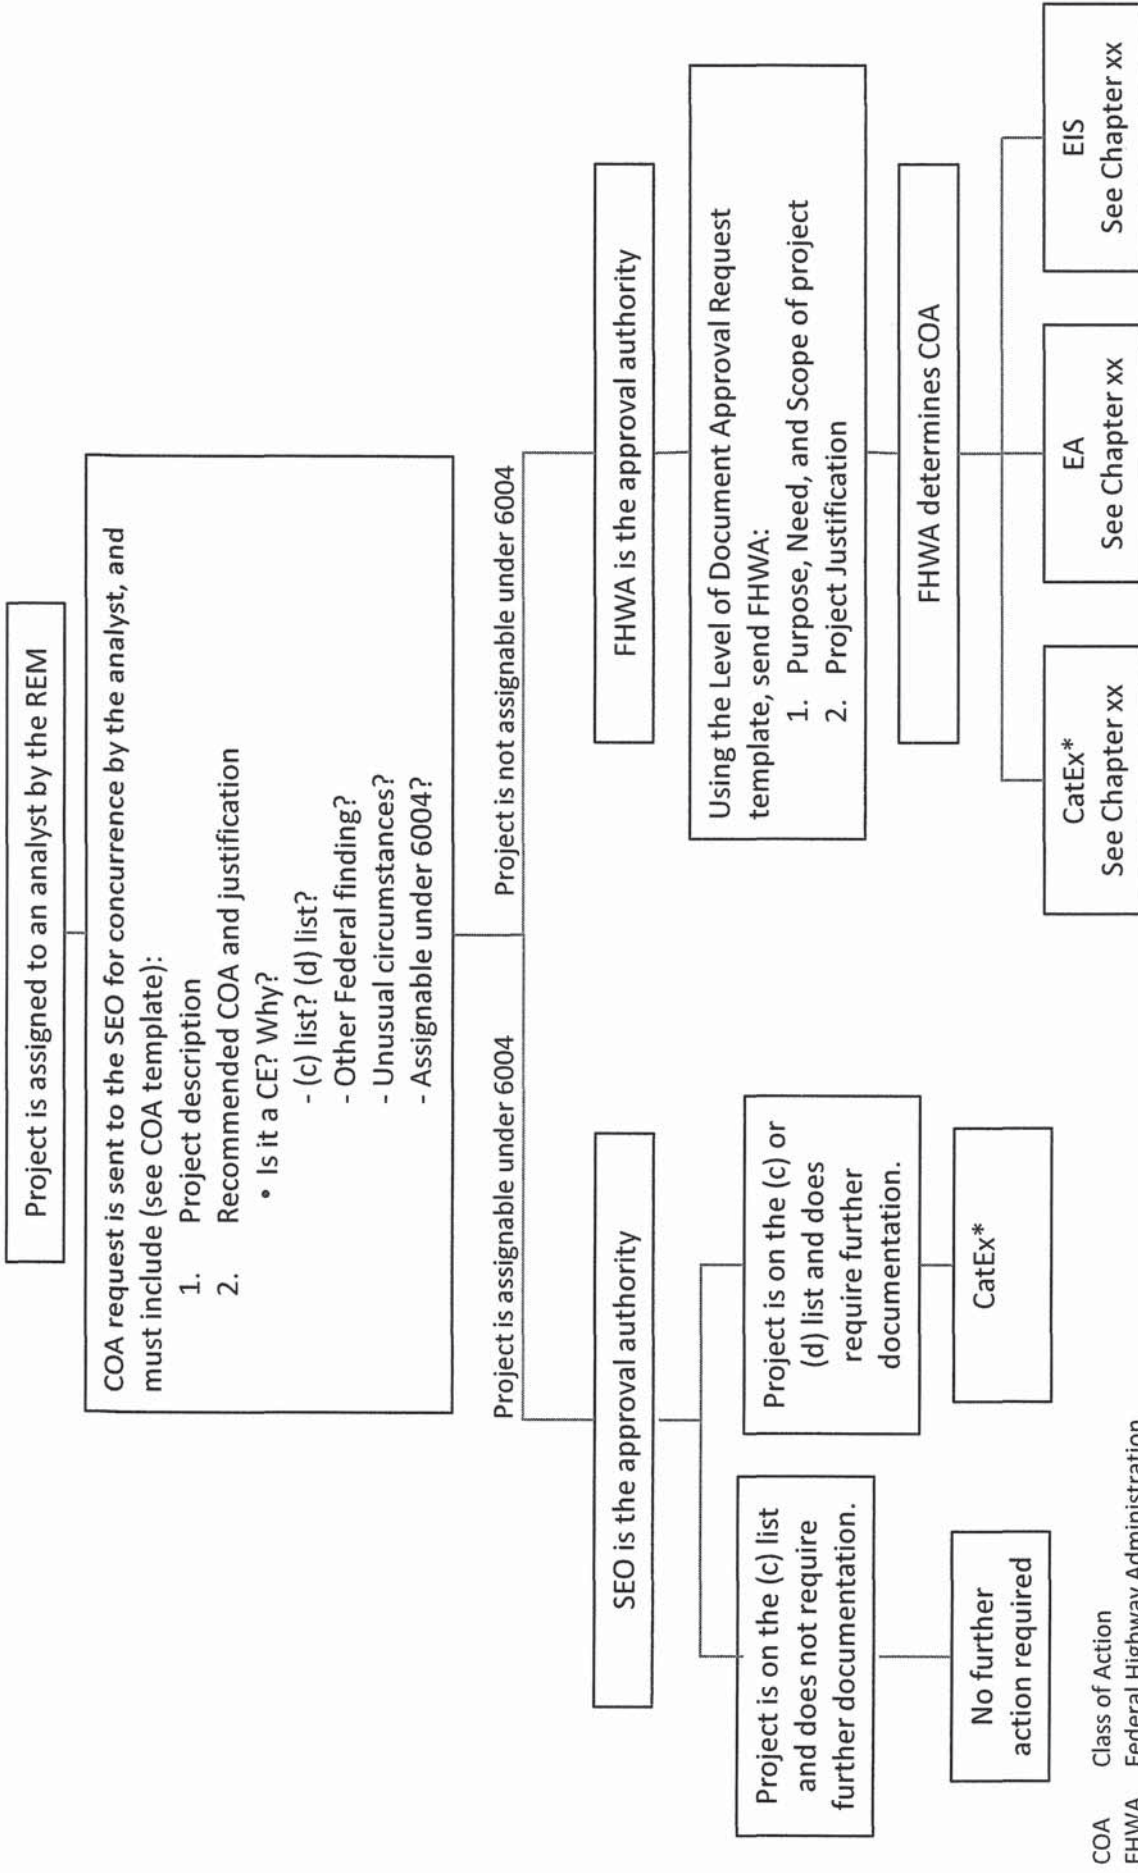 Project is assigned to an analyst by the REM
COA request is sent to the SEO for concurrence by the analyst, and
must include (see COA template):
1. Project description
2. Recommended COA and justification
• Is it a CE? Why?
- (c) list? (d) list?
- Other Federal finding?
- Unusual circumstances?
- Assignable under 6004?
Project is assignable under 6004
Project is not assignable under 6004
SEO is the approval authority
Project is on the (c) list
and does not require
further documentation.
No further
action required
Project is on the (c) or
(d) list and does
require further
documentation.
CatEx*
FHWA is the approval authority
Using the Level of Document Approval Request
template, send FHWA:
1. Purpose, Need, and Scope of project
2. Project Justification
FHWA determines COA
CatEx*
See Chapter xx
EA
See Chapter xx
EIS
See Chapter xx
COA Class of Action
FHWA Federal Highway Administration